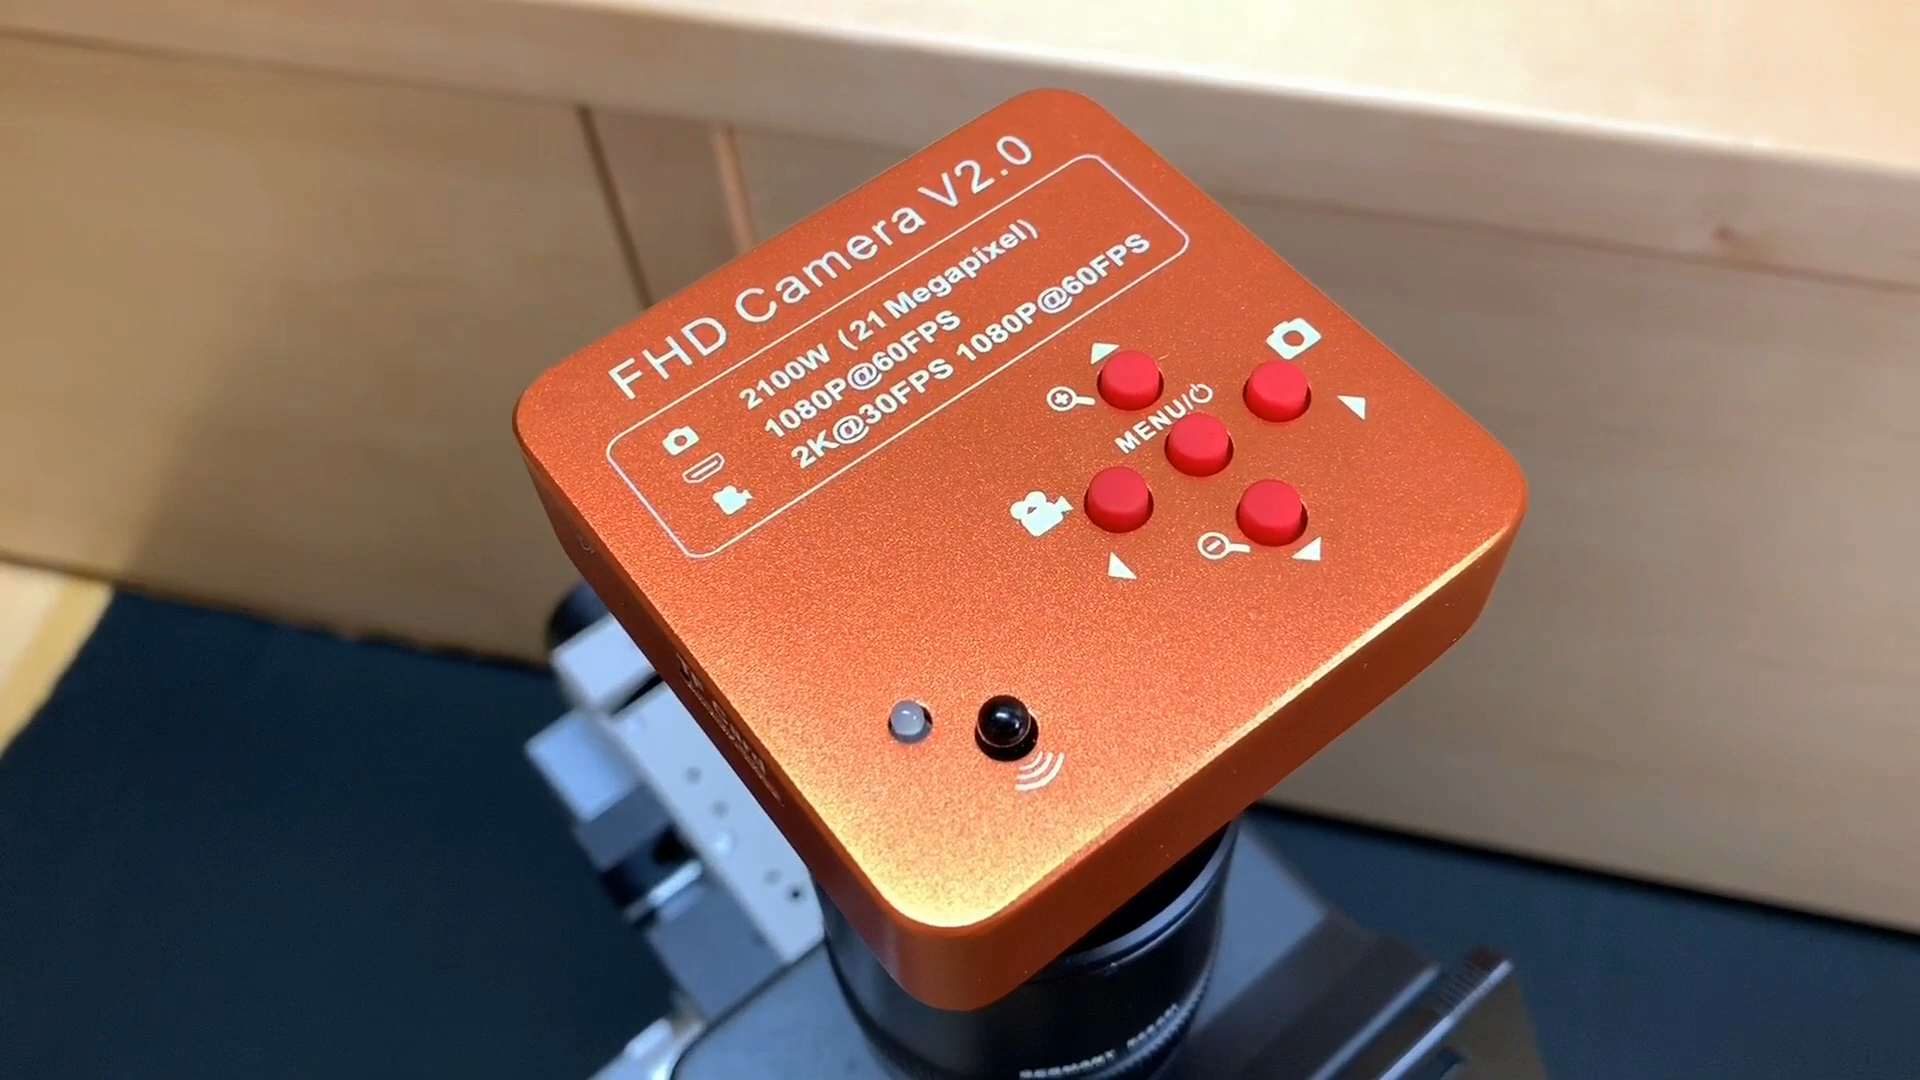 FHD Camera V2.0
2100W (21 Megapixel)
1080P@60FPS
2K@30FPS 1080P@60FPS
MENU/